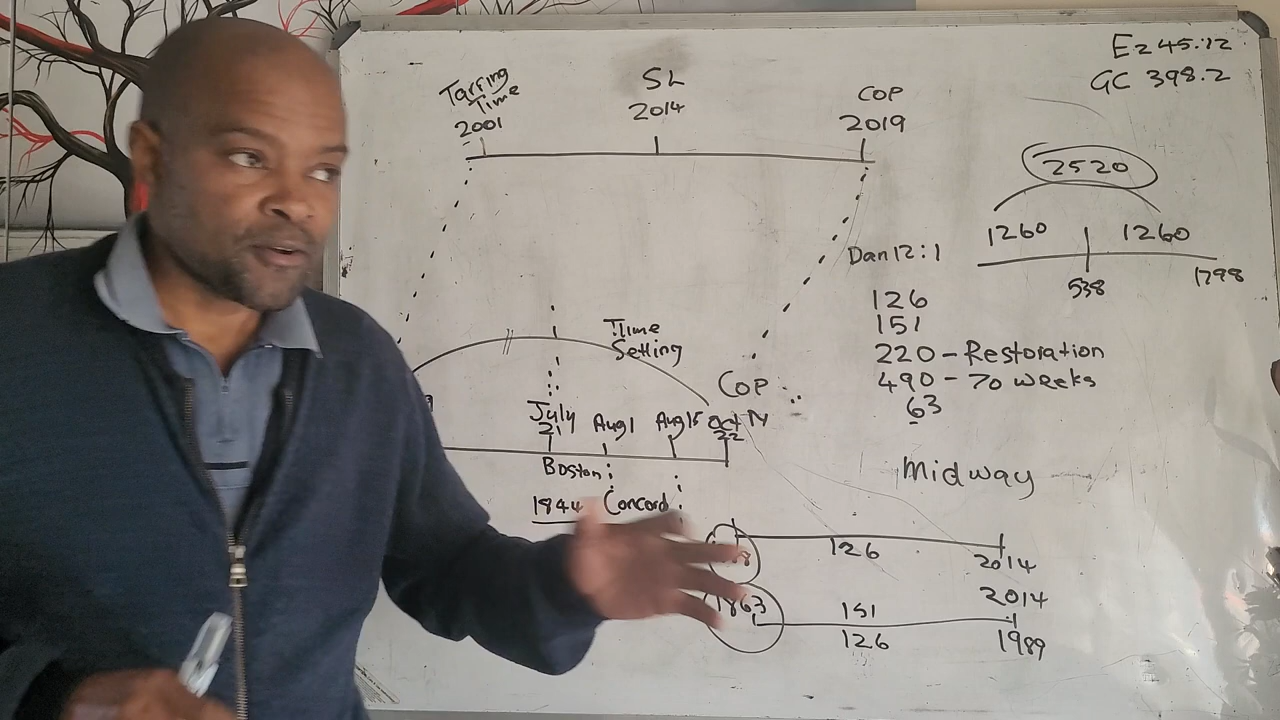 Ez 45:12
GC 398.2
Tarring Time
2001
SL
2014
COP
2019
2520
1260 1260
538
1798
Dan 12:1
126
151
220 - Restoration
490 - 70 weeks
63
Time
Setting
COP
July
21
Aug 1
Aug 15
Oct
22
Boston
1844
Concord
Midway
126
2014
2014
1863
151
126
1989